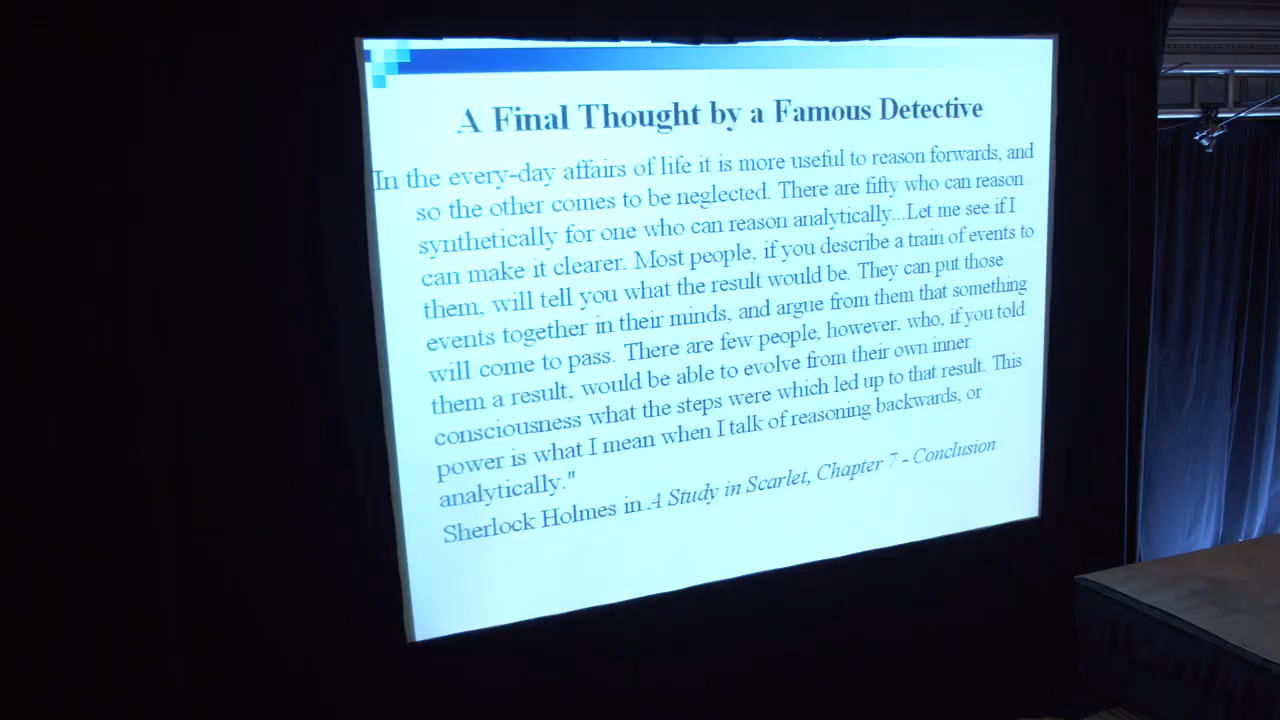 A Final Thought by a Famous Detective
In the every-day affairs of life it is more useful to reason forwards, and
so the other comes to be neglected. There are fifty who can reason
synthetically for one who can reason analytically...Let me see if I
can make it clearer. Most people, if you describe a train of events to
them, will tell you what the result would be. They can put those
events together in their minds, and argue from them that something
will come to pass. There are few people, however, who, if you told
them a result, would be able to evolve from their own inner
consciousness what the steps were which led up to that result. This
power is what I mean when I talk of reasoning backwards, or
analytically."
Sherlock Holmes in A Study in Scarlet, Chapter 7 - Conclusion